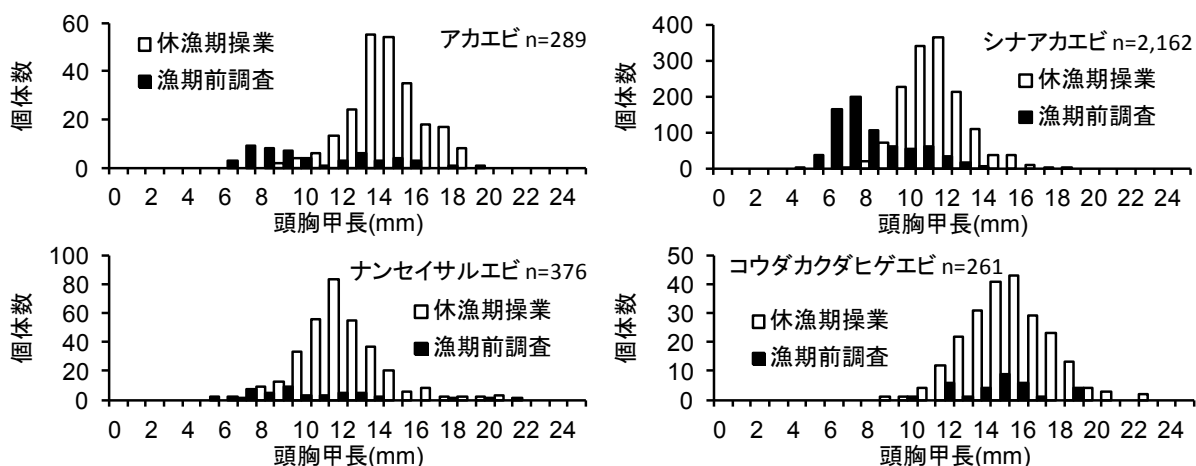 アカエビ n=289
□休漁期操業
■漁期前調査
個体数
60
40
20
0
0 2 4 6 8 10 12 14 16 18 20 22 24
頭胸甲長(mm)
シナアカエビ n=2,162
□休漁期操業
■漁期前調査
個体数
400
300
200
100
0
0 2 4 6 8 10 12 14 16 18 20 22 24
頭胸甲長(mm)
ナンセイサルエビ n=376
□休漁期操業
■漁期前調査
個体数
100
80
60
40
20
0
0 2 4 6 8 10 12 14 16 18 20 22 24
頭胸甲長(mm)
コウダカクダヒゲエビ n=261
□休漁期操業
■漁期前調査
個体数
50
40
30
20
10
0
0 2 4 6 8 10 12 14 16 18 20 22 24
頭胸甲長(mm)